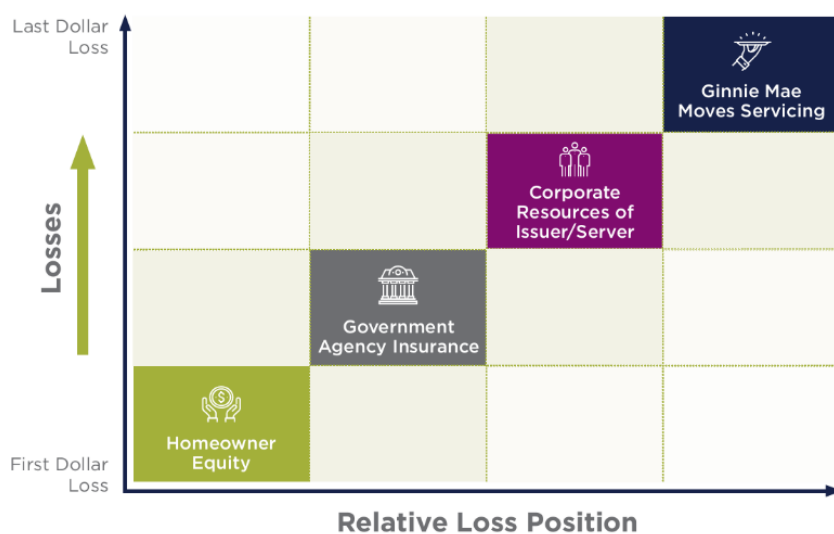 Last Dollar
Loss
Ginnie Mae
Moves Servicing
Corporate
Resources of
Issuer/Server
Losses
$
Government
Agency Insurance
Homeowner
Equity
First Dollar
Loss
Relative Loss Position